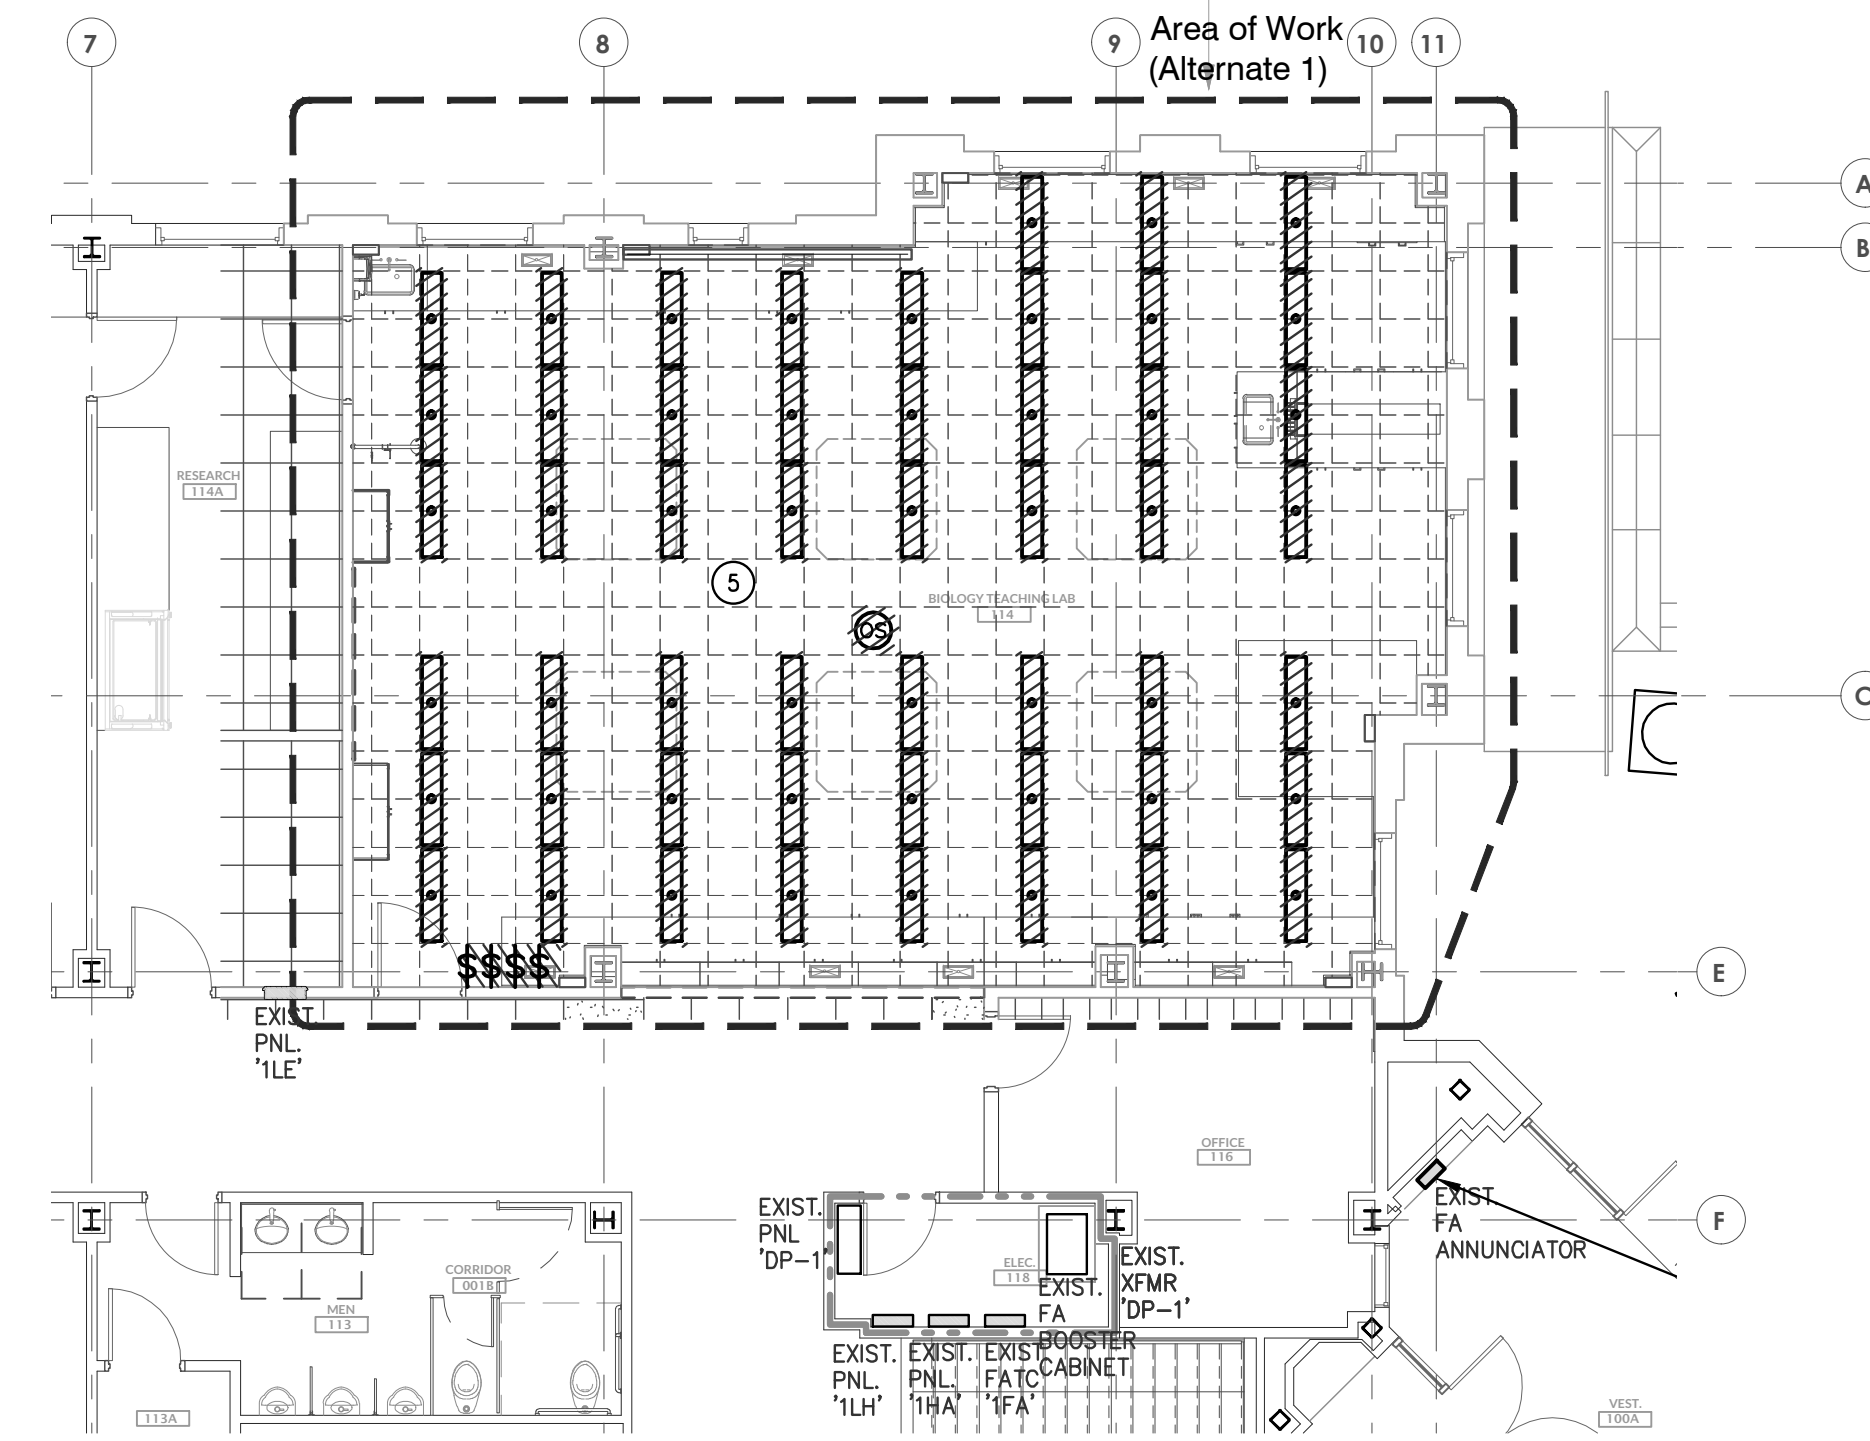 7
8
9
Area of Work
(Alternate 1)
10
11
A
B
RESEARCH
114A
5
BIOLOGY TEACHING LAB
114
OS
C
$$$$
E
EXIST.
PNL.
'1LE'
OFFICE
116
EXIST
FA
ANNUNCIATOR
F
EXIST.
PNL
'DP-1'
ELEC.
118
EXIST.
XFMR
'DP-1'
EXIST.
FA
BOOSTER
CABINET
CORRIDOR
001B
MEN
113
EXIST.
PNL.
'1LH'
EXIST.
PNL.
'1HA'
EXIST
FATC
'1FA'
113A
VEST.
100A